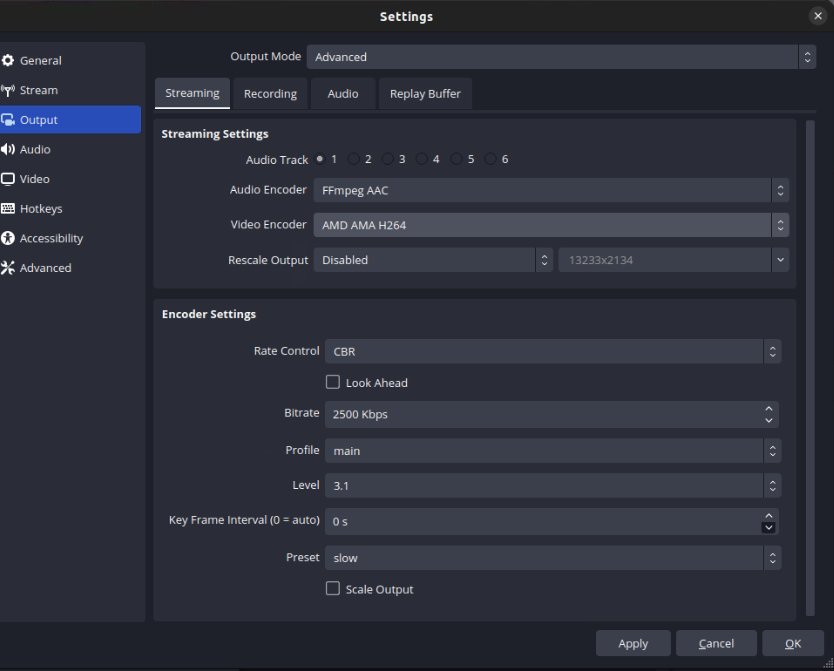 Settings
General
Stream
Output
Audio
Video
Hotkeys
Accessibility
Advanced
Output Mode Advanced
Streaming Recording Audio Replay Buffer
Streaming Settings
Audio Track 1 2 3 4 5 6
Audio Encoder FFmpeg AAC
Video Encoder AMD AMA H264
Rescale Output Disabled 13233x2134
Encoder Settings
Rate Control CBR
Look Ahead
Bitrate 2500 Kbps
Profile main
Level 3.1
Key Frame Interval (0 = auto) 0 s
Preset slow
Scale Output
Apply Cancel OK